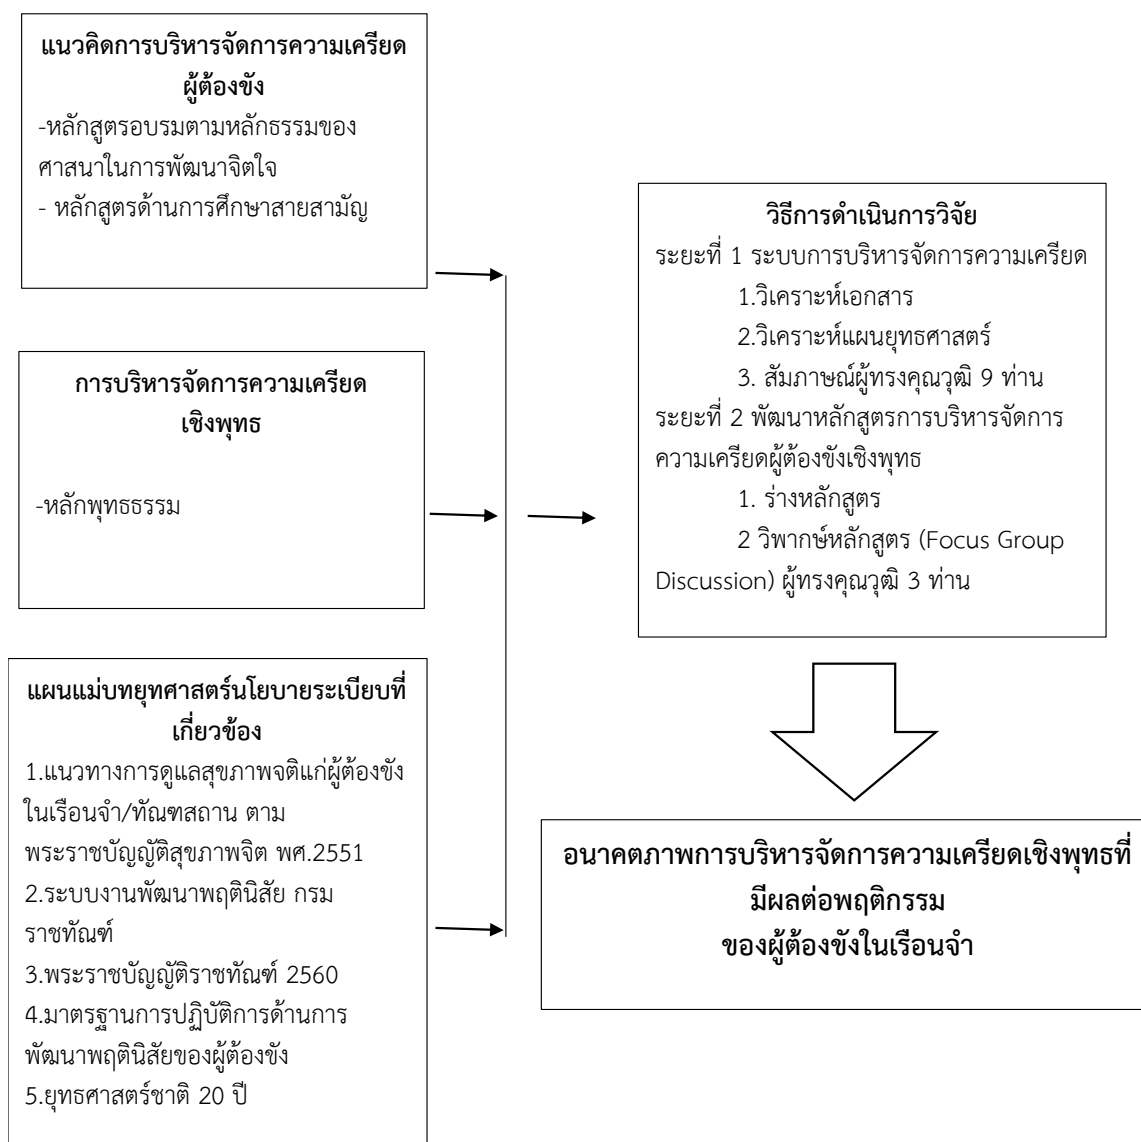 แนวคิดการบริหารจัดการความเครียด
ผู้ต้องขัง
-หลักสูตรอบรมตามหลักธรรมของ
ศาสนาในการพัฒนาจิตใจ
- หลักสูตรด้านการศึกษาสายสามัญ
การบริหารจัดการความเครียด
เชิงพุทธ
-หลักพุทธธรรม
แผนแม่บทยุทศาสตร์นโยบายระเบียบที่
เกี่ยวข้อง
1.แนวทางการดูแลสุขภาพจติแก่ผู้ต้องขัง
ในเรือนจำ/ทัณฑสถาน ตาม
พระราชบัญญัติสุขภาพจิต พศ.2551
2.ระบบงานพัฒนาพฤตินิสัย กรม
ราชทัณฑ์
3.พระราชบัญญัติราชทัณฑ์ 2560
4.มาตรฐานการปฏิบัติการด้านการ
พัฒนาพฤตินิสัยของผู้ต้องขัง
5.ยุทธศาสตร์ชาติ 20 ปี
วิธีการดำเนินการวิจัย
ระยะที่ 1 ระบบการบริหารจัดการความเครียด
1.วิเคราะห์เอกสาร
2.วิเคราะห์แผนยุทธศาสตร์
3. สัมภาษณ์ผู้ทรงคุณวุฒิ 9 ท่าน
ระยะที่ 2 พัฒนาหลักสูตรการบริหารจัดการ
ความเครียดผู้ต้องขังเชิงพุทธ
1. ร่างหลักสูตร
2 วิพากษ์หลักสูตร (Focus Group
Discussion) ผู้ทรงคุณวุฒิ 3 ท่าน
อนาคตภาพการบริหารจัดการความเครียดเชิงพุทธที่
มีผลต่อพฤติกรรม
ของผู้ต้องขังในเรือนจำ